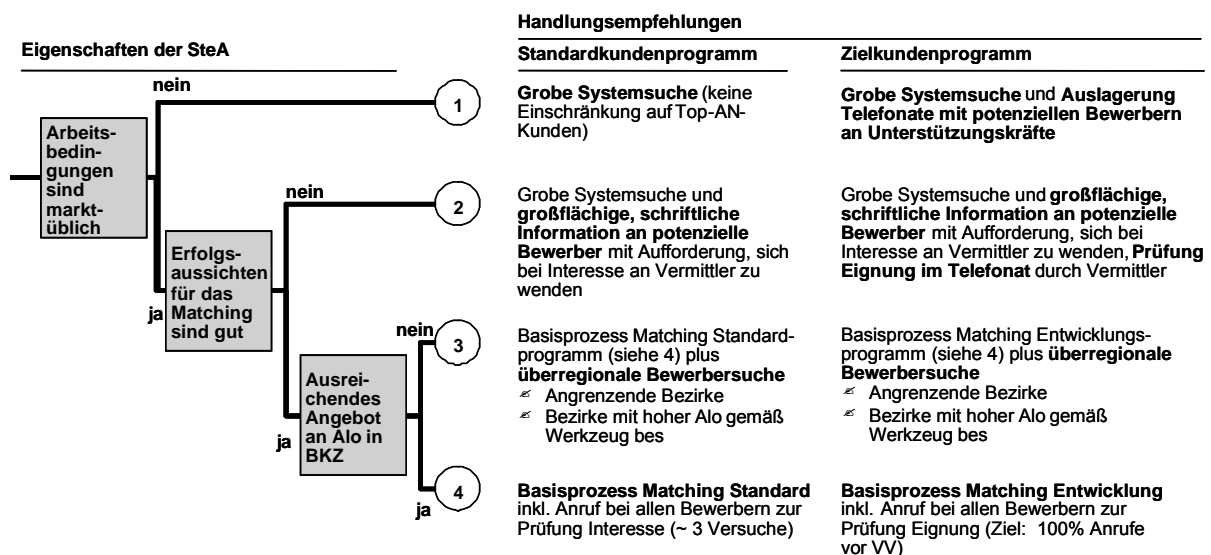 Handlungsempfehlungen
Eigenschaften der SteA
Standardkundenprogramm
Zielkundenprogramm
nein
1
Grobe Systemsuche (keine
Einschränkung auf Top-AN-
Kunden)
Grobe Systemsuche und Auslagerung
Telefonate mit potenziellen Bewerbern
an Unterstützungskräfte
Arbeits-
bedin-
gungen
sind
markt-
üblich
nein
2
Grobe Systemsuche und
großflächige, schriftliche
Information an potenzielle
Bewerber mit Aufforderung, sich
bei Interesse an Vermittler zu
wenden
Grobe Systemsuche und großflächige,
schriftliche Information an potenzielle
Bewerber mit Aufforderung, sich bei
Interesse an Vermittler zu wenden, Prüfung
Eignung im Telefonat durch Vermittler
ja
Erfolgs-
aussichten
für das
Matching
sind gut
nein
3
Basisprozess Matching Standard-
programm (siehe 4) plus
überregionale Bewerbersuche
Angrenzende Bezirke
Bezirke mit hoher Alo gemäß
Werkzeug bes
Basisprozess Matching Entwicklungs-
programm (siehe 4) plus überregionale
Bewerbersuche
Angrenzende Bezirke
Bezirke mit hoher Alo gemäß
Werkzeug bes
ja
Ausrei-
chendes
Angebot
an Alo in
BKZ
ja
4
Basisprozess Matching Standard
inkl. Anruf bei allen Bewerbern zur
Prüfung Interesse (~ 3 Versuche)
Basisprozess Matching Entwicklung
inkl. Anruf bei allen Bewerbern zur
Prüfung Eignung (Ziel: 100% Anrufe
vor VV)